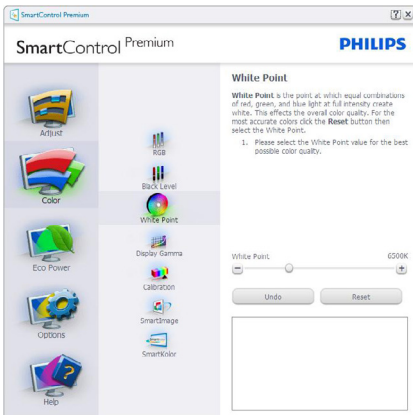 SmartControl Premium
SmartControl Premium
PHILIPS
Adjust
Color
Eco Power
Options
Help
RGB
Black Level
White Point
Display Gamma
Calibration
SmartImage
SmartKolor
White Point
White Point is the point at which equal combinations
of red, green, and blue light at full intensity create
white. This effects the overall color quality. For the
most accurate colors click the Reset button then
select the White Point.
1. Please select the White Point value for the best
possible color quality.
White Point 6500K
Undo Reset